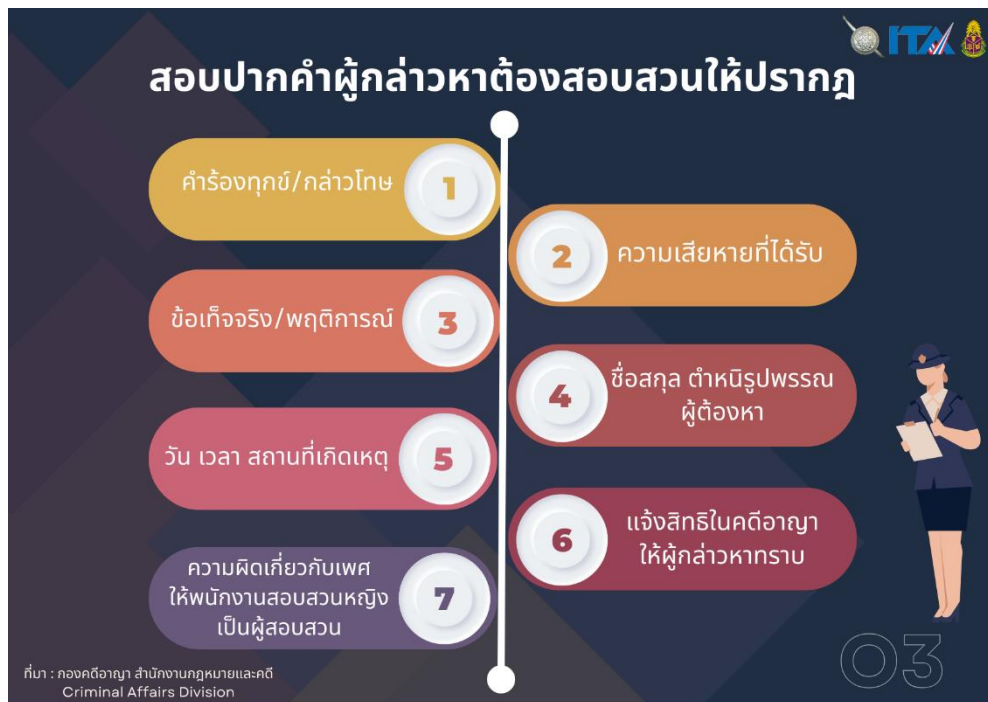 ITA
สอบปากคำผู้กล่าวหาต้องสอบสวนให้ปรากฎ
คำร้องทุกข์/กล่าวโทษ
1
2
ความเสียหายที่ได้รับ
ข้อเท็จจริง/พฤติการณ์
3
4
ชื่อสกุล ตำหนิรูปพรรณ
ผู้ต้องหา
วัน เวลา สถานที่เกิดเหตุ
5
6
แจ้งสิทธิในคดีอาญา
ให้ผู้กล่าวหาทราบ
ความผิดเกี่ยวกับเพศ
ให้พนักงานสอบสวนหญิง
เป็นผู้สอบสวน
7
03
ที่มา : กองคดีอาญา สำนักงานกฎหมายและคดี
Criminal Affairs Division